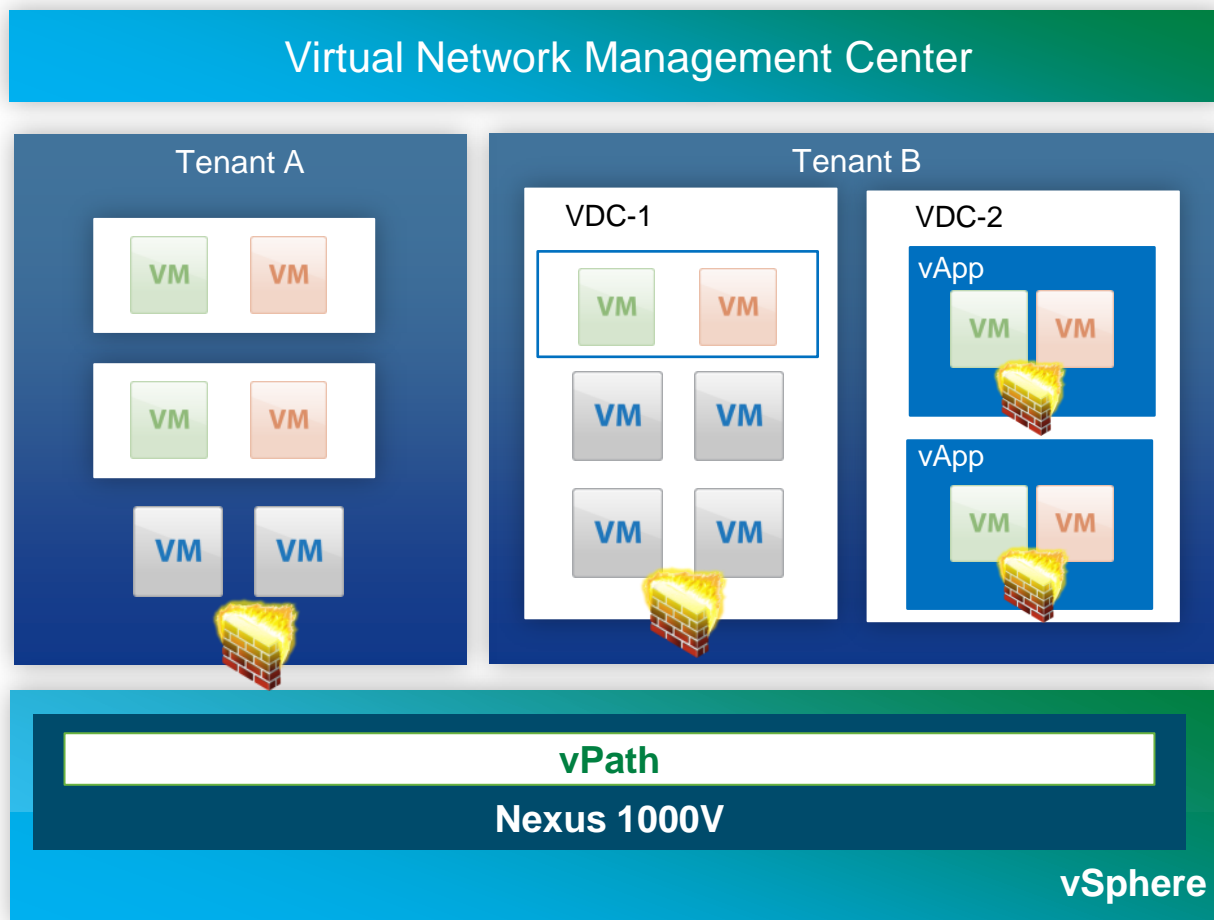 Virtual Network Management Center
Tenant A
VM VM
VM VM
VM VM
Tenant B
VDC-1
VM VM
VM VM
VM VM
VDC-2
vApp
VM VM
vApp
VM VM
vPath
Nexus 1000V
vSphere